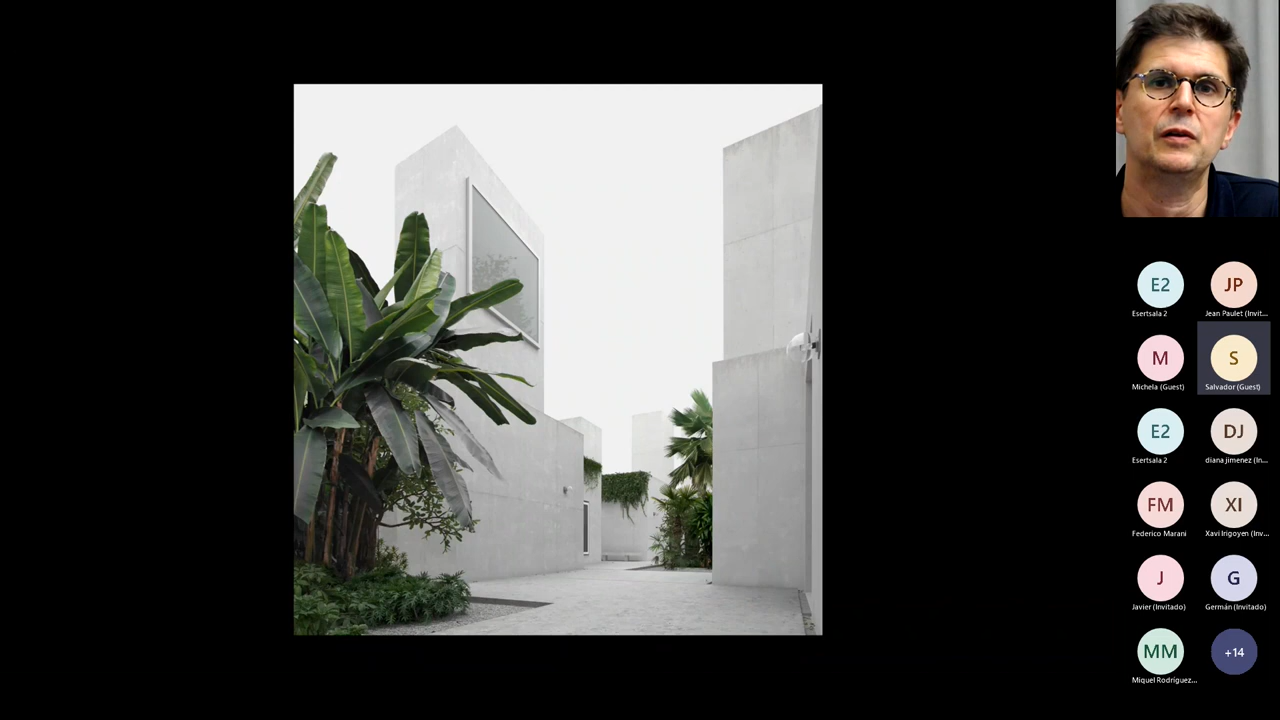 E2
JP
Esertsala 2
Jean Paulet (Invit...
M
S
Michela (Guest)
Salvador (Guest)
E2
DJ
Esertsala 2
diana jimenez (In...
FM
XI
Federico Marani
Xavi Irigoyen (Inv...
J
G
Javier (Invitado)
Germán (Invitado)
MM
+14
Miquel Rodríguez...